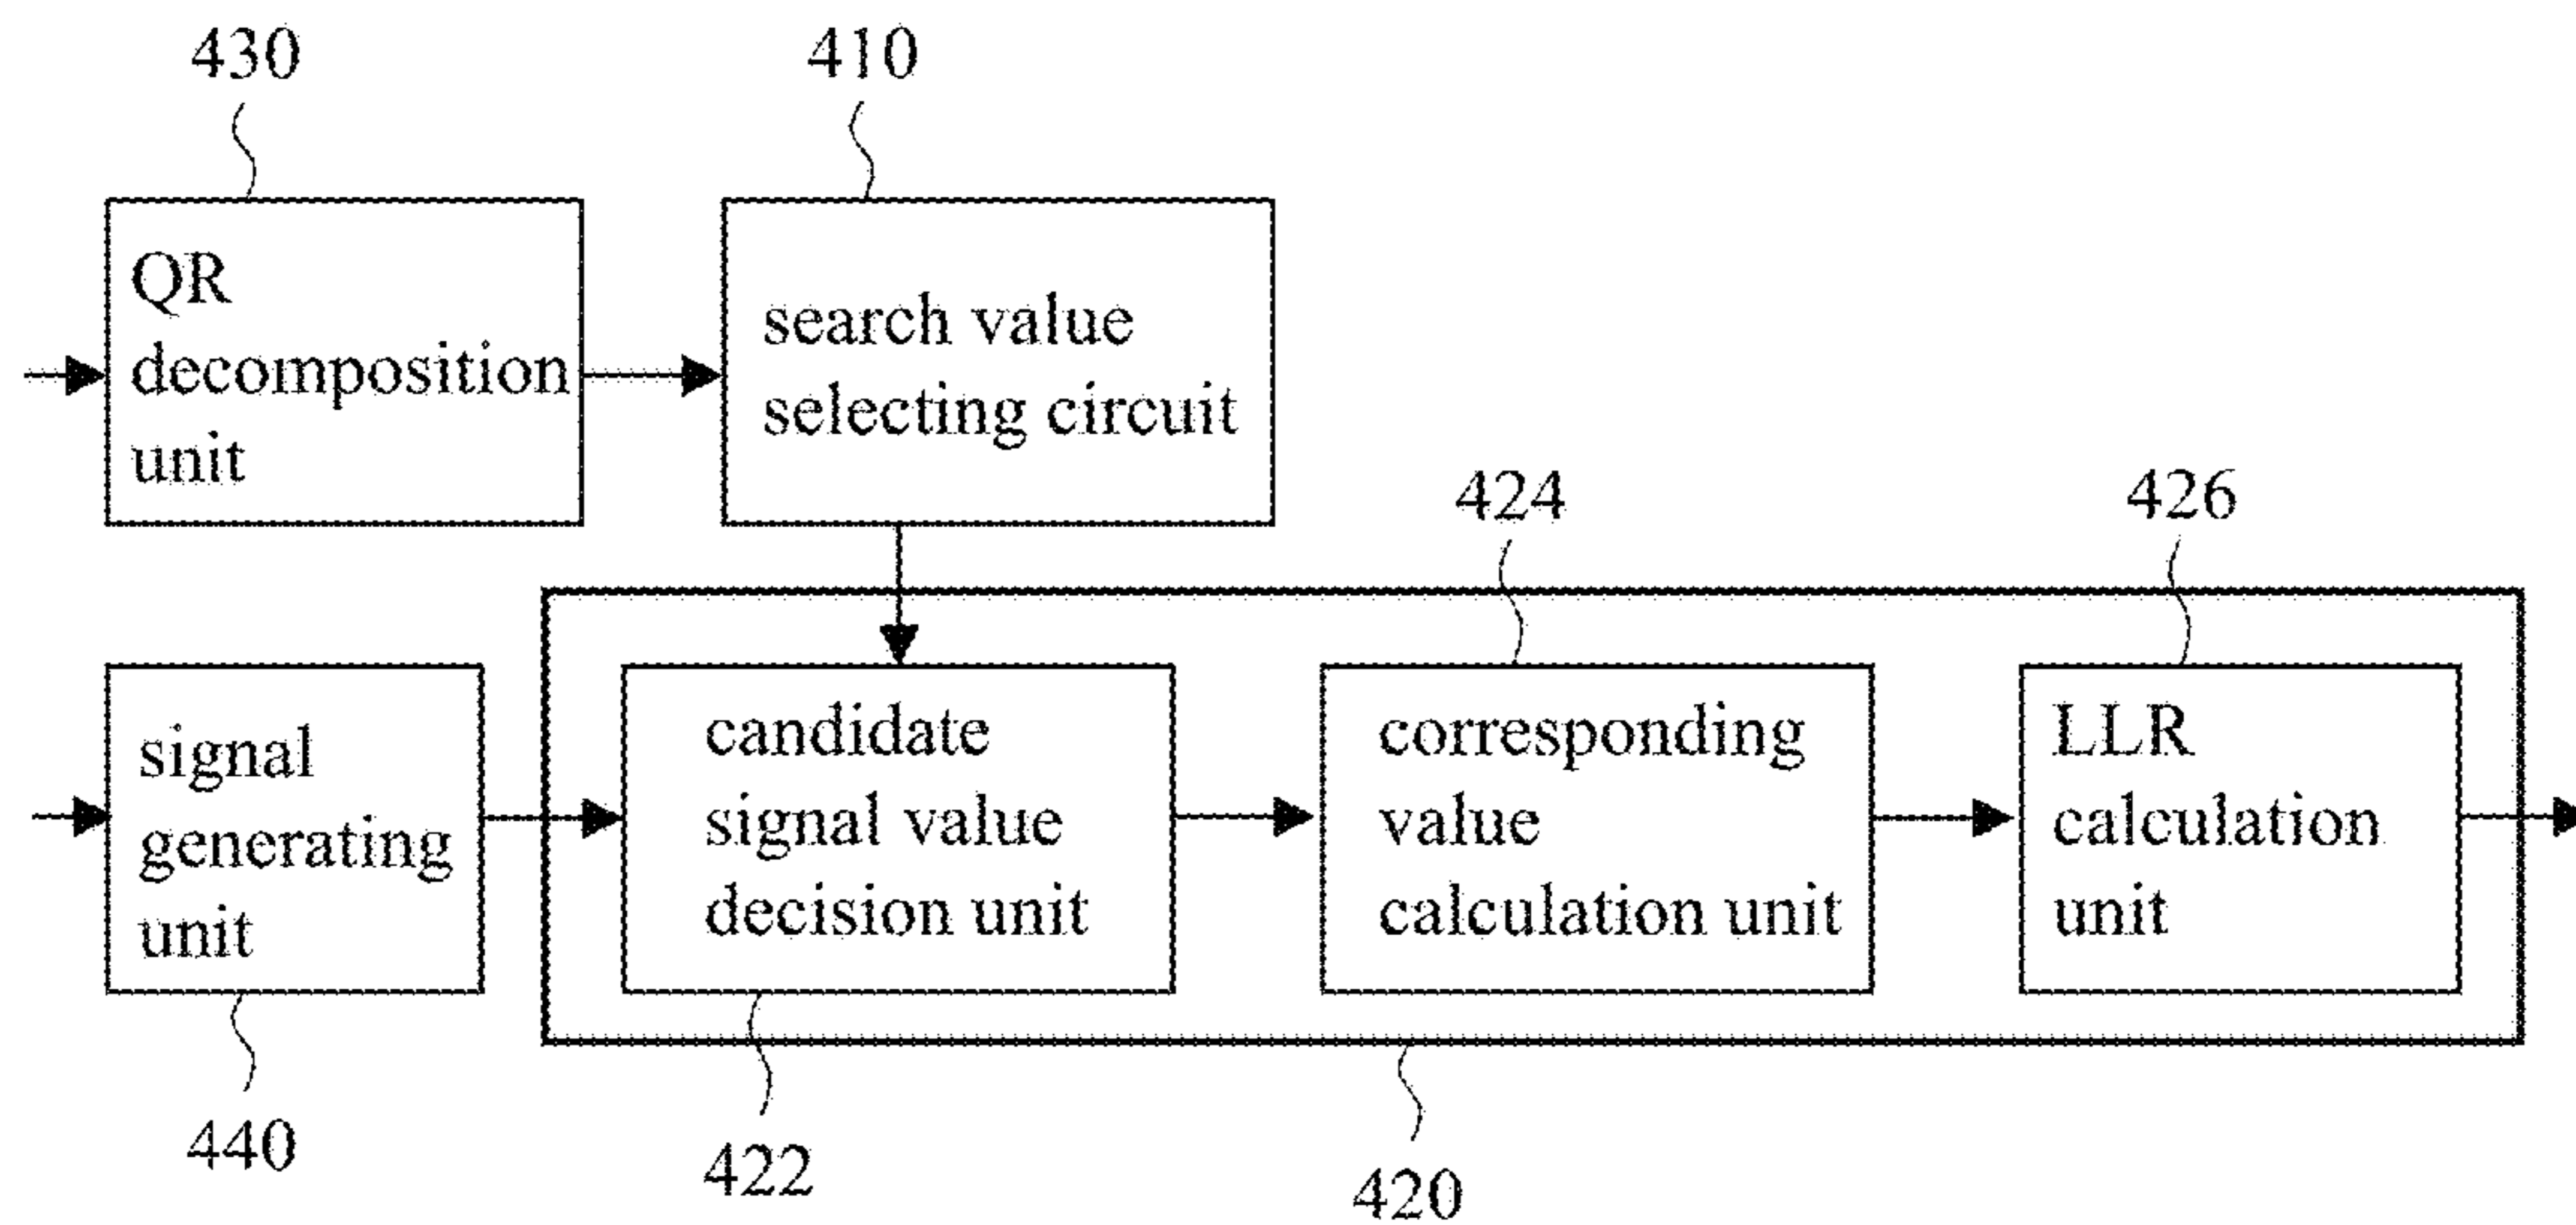 430
410
QR
decomposition
unit
search value
selecting circuit
424
426
signal
generating
unit
candidate
signal value
decision unit
corresponding
value
calculation unit
LLR
calculation
unit
440
422
420